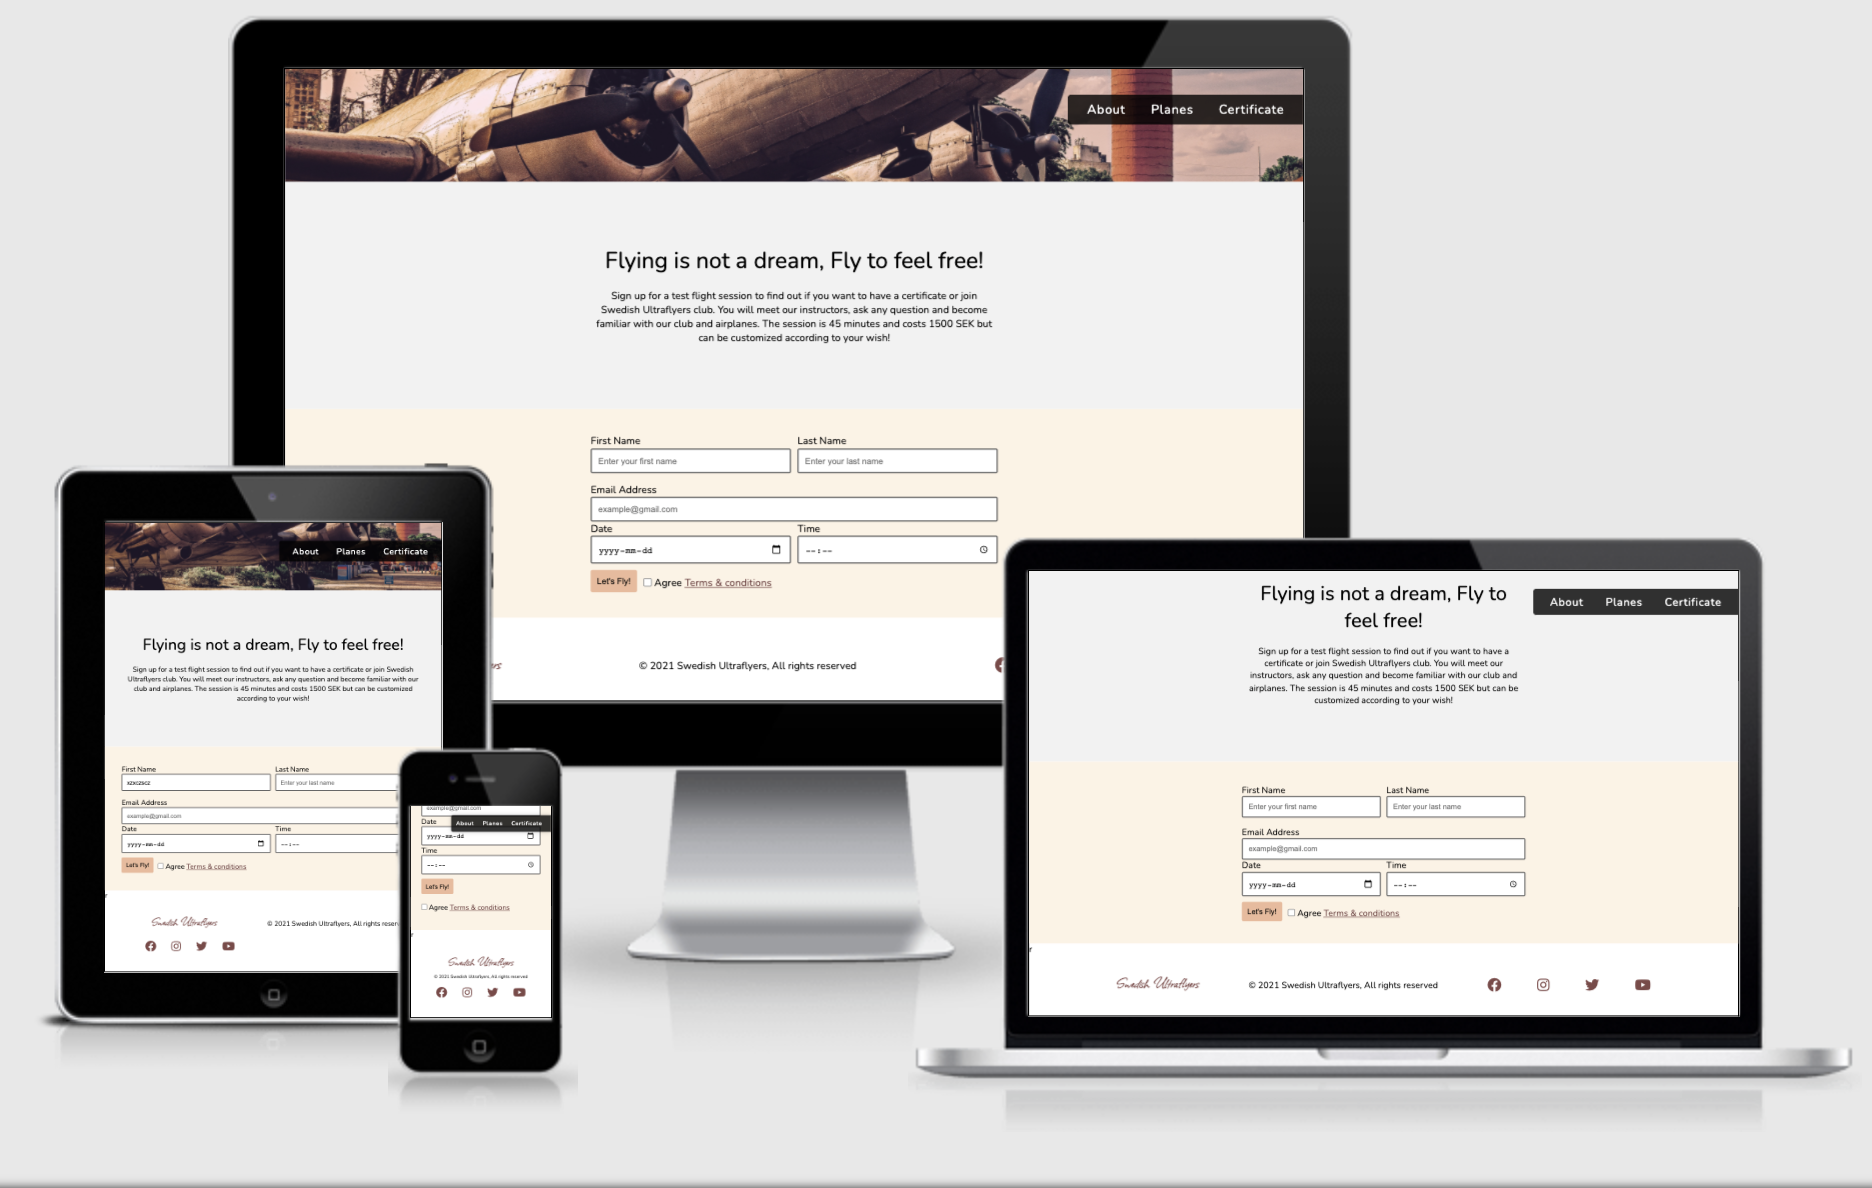 About Planes Certificate
Flying is not a dream, Fly to feel free!
Sign up for a test flight session to find out if you want to have a certificate or join
Swedish Ultraflyers club. You will meet our instructors, ask any question and become
familiar with our club and airplanes. The session is 45 minutes and costs 1500 SEK but
can be customized according to your wish!
First Name Last Name
Enter your first name Enter your last name
Email Address
example@gmail.com
Date Time
yyyy-mm-dd --:--
Let's Fly! Agree Terms & conditions
rs © 2021 Swedish Ultraflyers, All rights reserved
About Planes Certificate
Flying is not a dream, Fly to feel free!
Sign up for a test flight session to find out if you want to have a certificate or join Swedish
Ultraflyers club. You will meet our instructors, ask any question and become familiar with our
club and airplanes. The session is 45 minutes and costs 1500 SEK but can be customized
according to your wish!
First Name Last Name
xzxczscz Enter your last name
Email Address
example@gmail.com
Date Time
yyyy-mm-dd --:--
Let's Fly! Agree Terms & conditions
r
Swedish Ultraflyers © 2021 Swedish Ultraflyers, All rights reser
example@gmail.com
Date About Planes Certificate
yyyy-mm-dd
Time
--:--
Let's Fly!
Agree Terms & conditions
r
Swedish Ultraflyers
© 2021 Swedish Ultraflyers, All rights reserved
About Planes Certificate
Flying is not a dream, Fly to
feel free!
Sign up for a test flight session to find out if you want to have a
certificate or join Swedish Ultraflyers club. You will meet our
instructors, ask any question and become familiar with our club and
airplanes. The session is 45 minutes and costs 1500 SEK but can be
customized according to your wish!
First Name Last Name
Enter your first name Enter your last name
Email Address
example@gmail.com
Date Time
yyyy-mm-dd --:--
Let's Fly! Agree Terms & conditions
r
Swedish Ultraflyers © 2021 Swedish Ultraflyers, All rights reserved